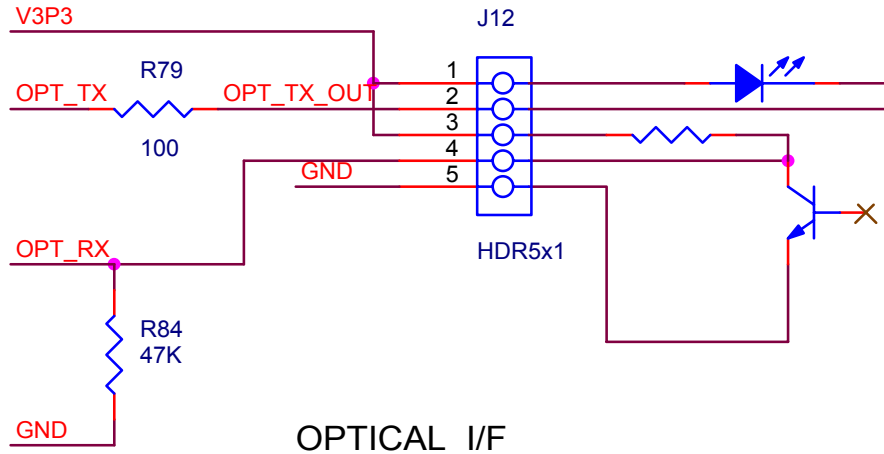 V3P3
J12
R79
OPT_TX
OPT_TX_OUT
100
1
2
3
4
5
GND
HDR5x1
OPT_RX
R84
47K
GND
OPTICAL I/F